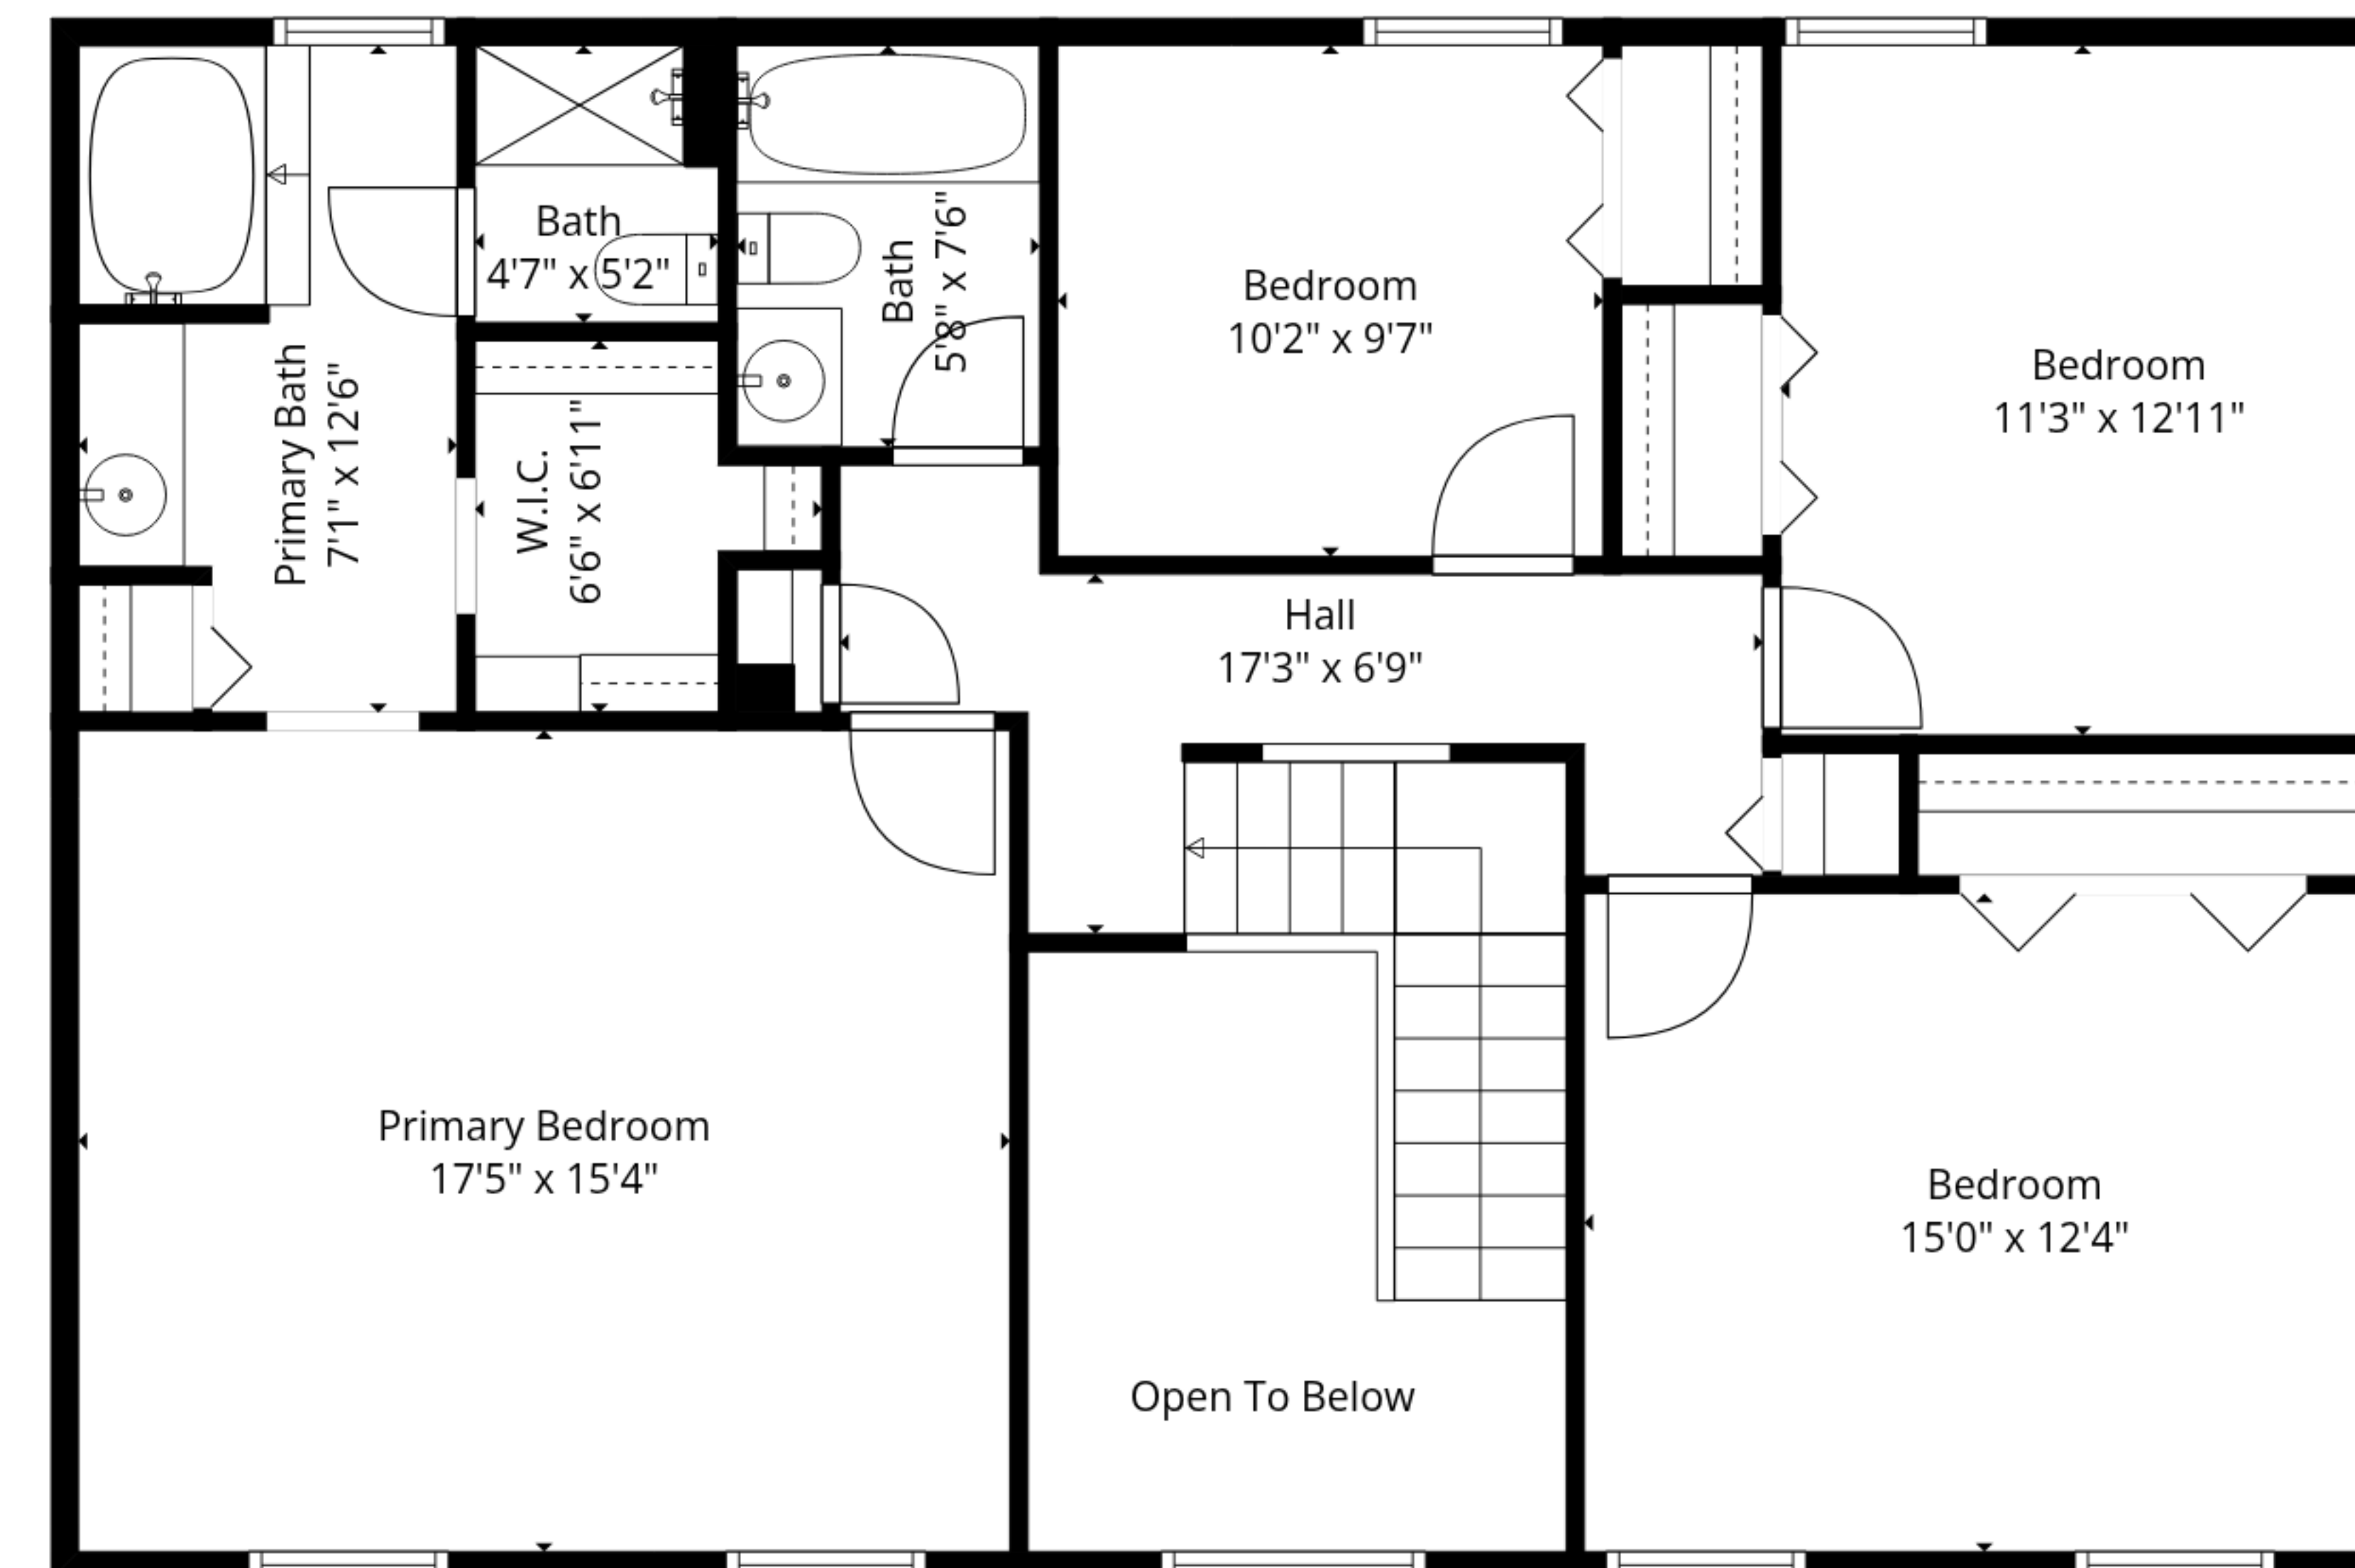 Bath
4'7" x 5'2"
Bath
5'8" x 7'6"
Bedroom
10'2" x 9'7"
Bedroom
11'3" x 12'11"
Primary Bath
7'1" x 12'6"
W.I.C.
6'6" x 6'11"
Hall
17'3" x 6'9"
Primary Bedroom
17'5" x 15'4"
Bedroom
15'0" x 12'4"
Open To Below